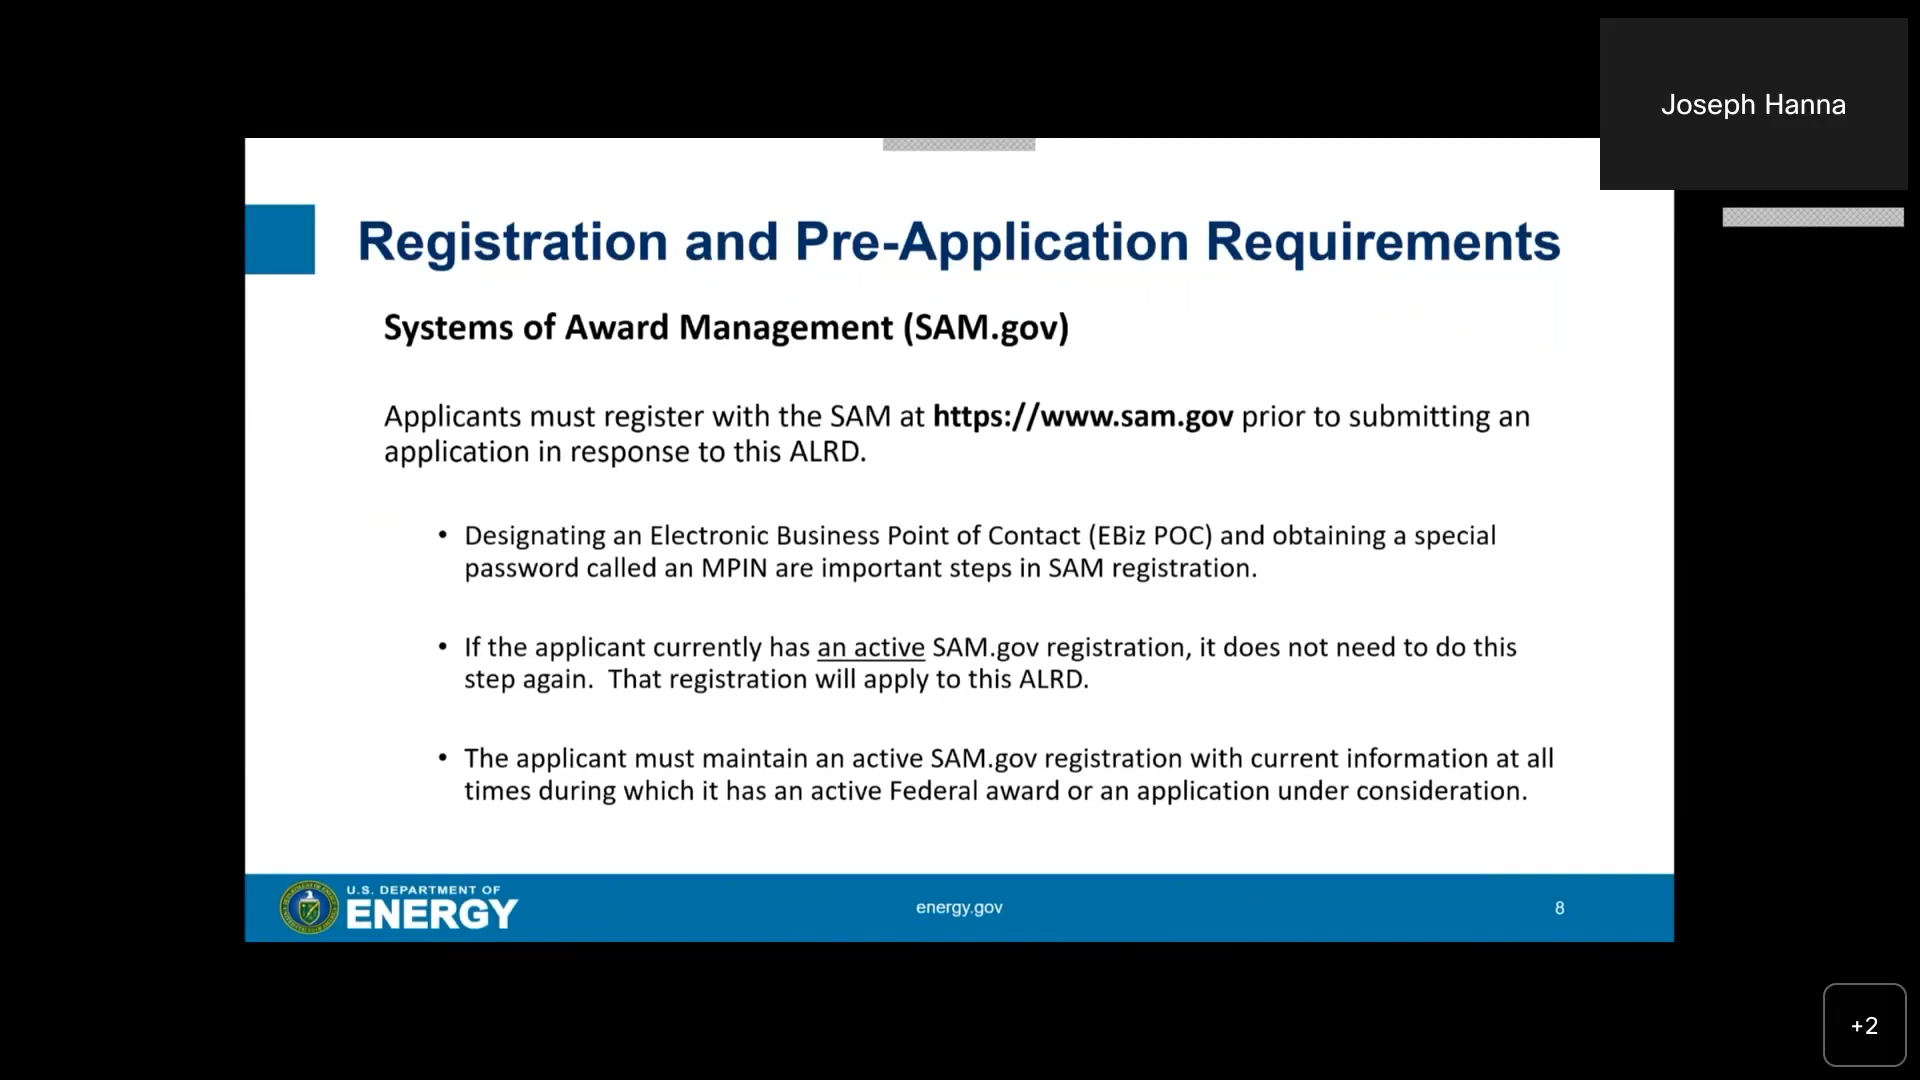 Joseph Hanna
Registration and Pre-Application Requirements
Systems of Award Management (SAM.gov)
Applicants must register with the SAM at https://www.sam.gov prior to submitting an
application in response to this ALRD.
• Designating an Electronic Business Point of Contact (EBiz POC) and obtaining a special
password called an MPIN are important steps in SAM registration.
• If the applicant currently has an active SAM.gov registration, it does not need to do this
step again.  That registration will apply to this ALRD.
• The applicant must maintain an active SAM.gov registration with current information at all
times during which it has an active Federal award or an application under consideration.
U.S. DEPARTMENT OF
ENERGY
energy.gov
8
+2